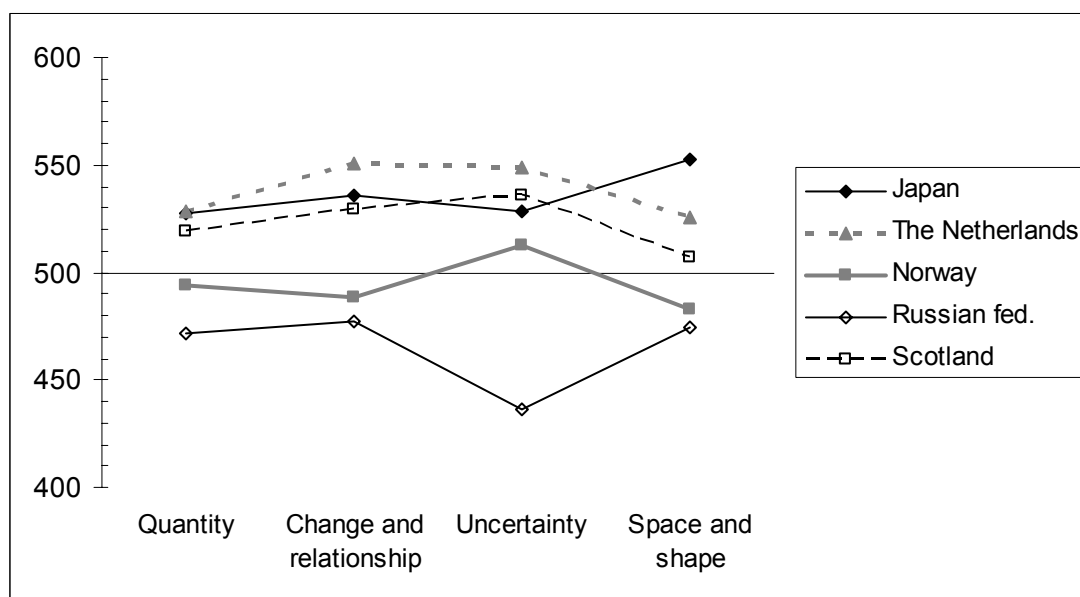 600
550
500
450
400
Quantity
Change and
relationship
Uncertainty
Space and
shape
Japan
The Netherlands
Norway
Russian fed.
Scotland